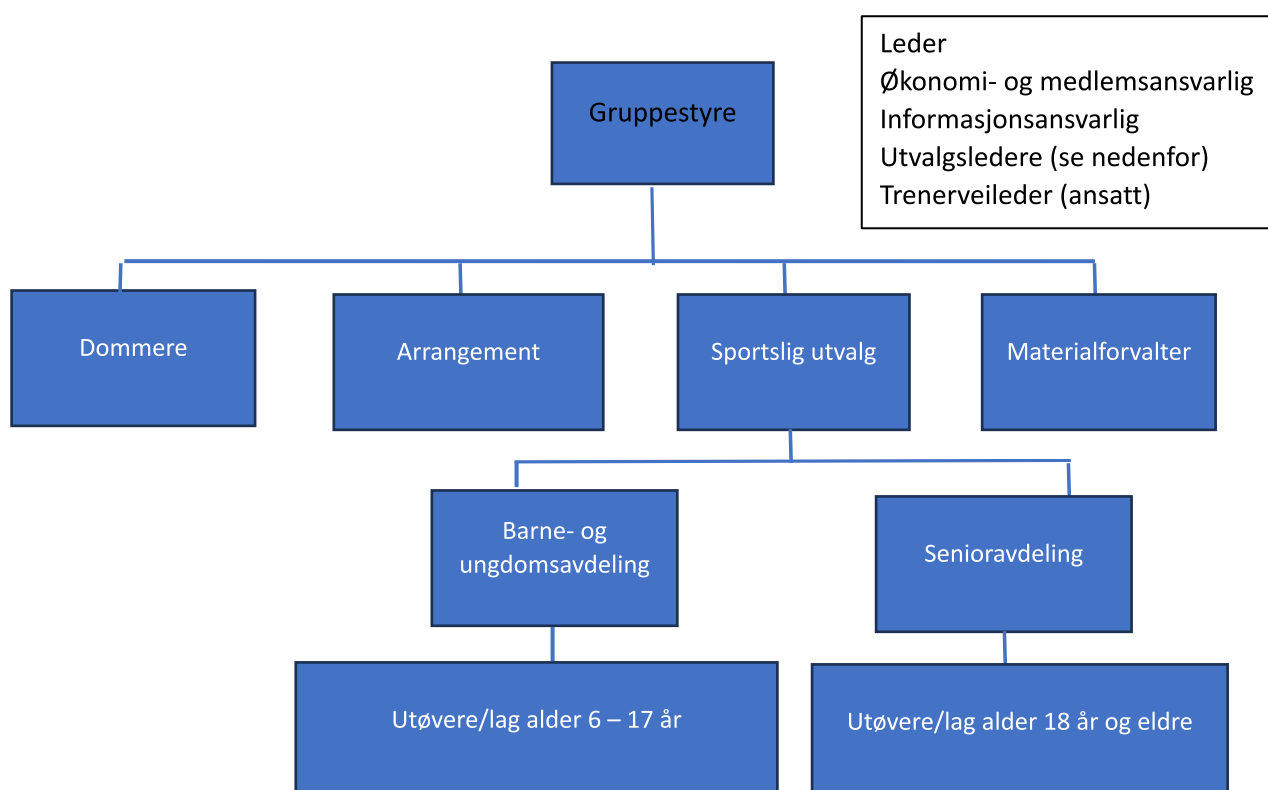 Leder
Økonomi- og medlemsansvarlig
Informasjonsansvarlig
Utvalgsledere (se nedenfor)
Trenerveileder (ansatt)
Gruppestyre
Dommere
Arrangement
Sportslig utvalg
Materialforvalter
Barne- og
ungdomsavdeling
Senioravdeling
Utøvere/lag alder 6 – 17 år
Utøvere/lag alder 18 år og eldre